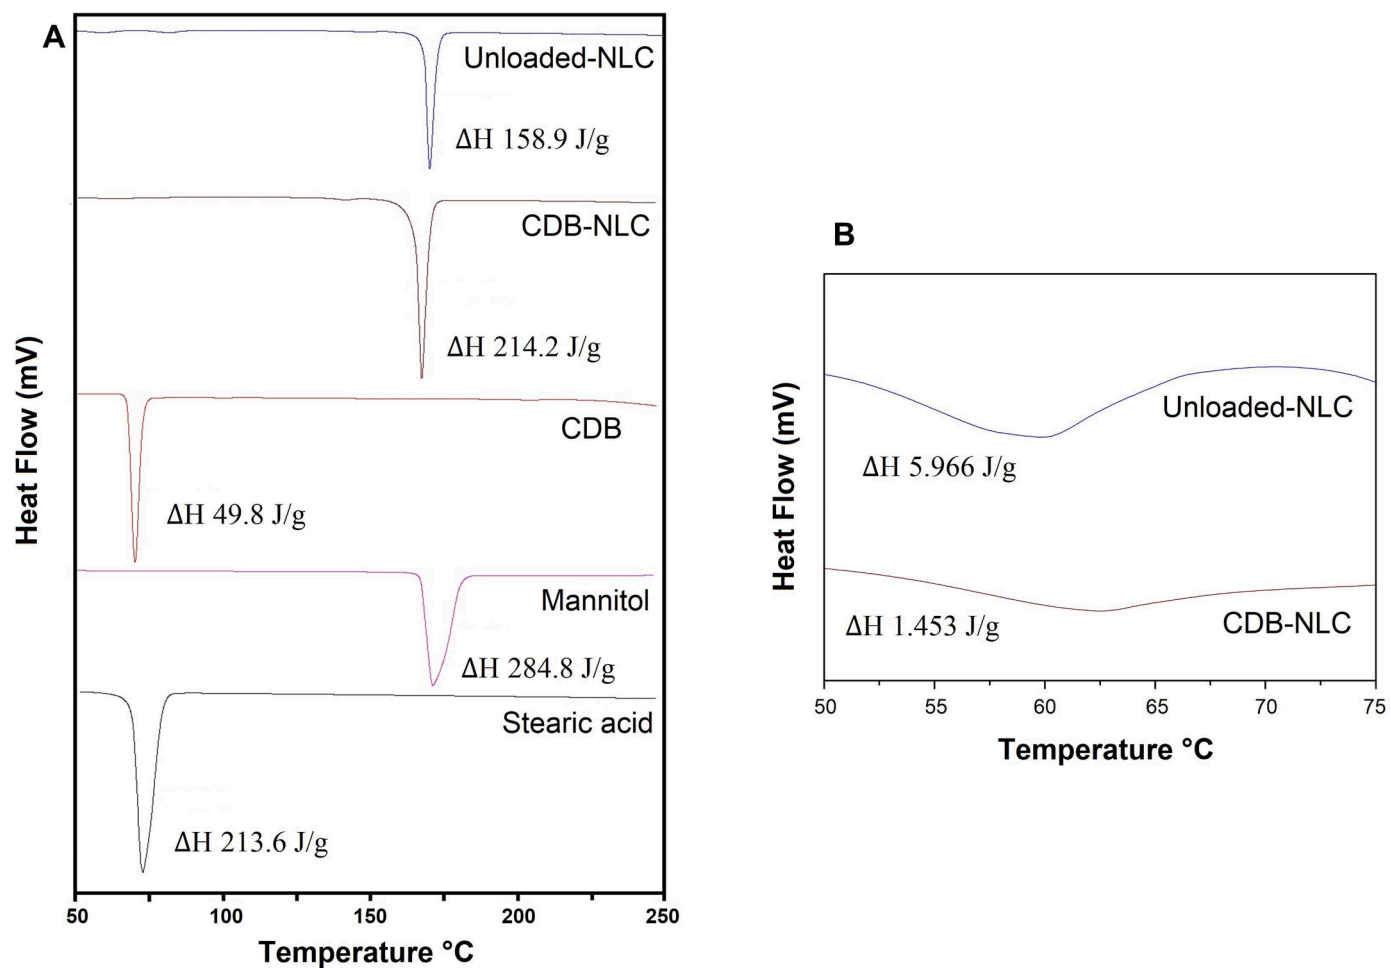 A
Unloaded-NLC
ΔH 158.9 J/g
CDB-NLC
ΔH 214.2 J/g
CDB
ΔH 49.8 J/g
Mannitol
ΔH 284.8 J/g
Stearic acid
ΔH 213.6 J/g
Heat Flow (mV)
50 100 150 200 250
Temperature °C
B
Unloaded-NLC
ΔH 5.966 J/g
ΔH 1.453 J/g
CDB-NLC
Heat Flow (mV)
50 55 60 65 70 75
Temperature °C